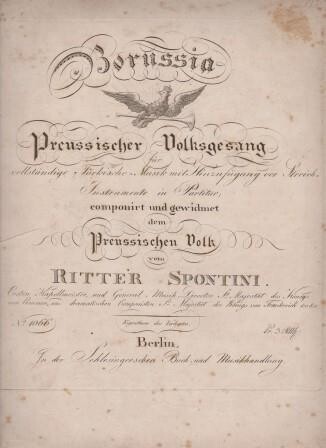 Borussia
Preussischer Volksgesang
für
vollständige Türkische Musik mit Hinzufügung der Streich-
Instrumente in Partitur,
componirt und gewidmet
dem
Preussischen Volk
vom
RITTER SPONTINI.
Ersten Kapellmeister und General Musik Director Sr. Majestät des Königs
von Preussen, und dramatischen Componisten Sr. Majestät des Königs von Frankreich
No. 1066
Eigenthum des Verlegers.
Berlin,
In der Schlesingerschen Buch- und Musikhandlung